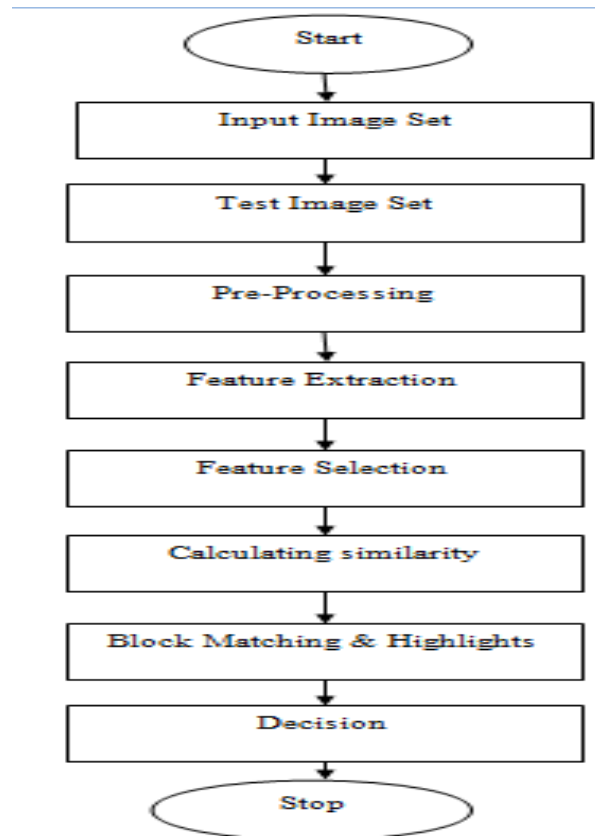 Start
Input Image Set
Test Image Set
Pre-Processing
Feature Extraction
Feature Selection
Calculating similarity
Block Matching & Highlights
Decision
Stop